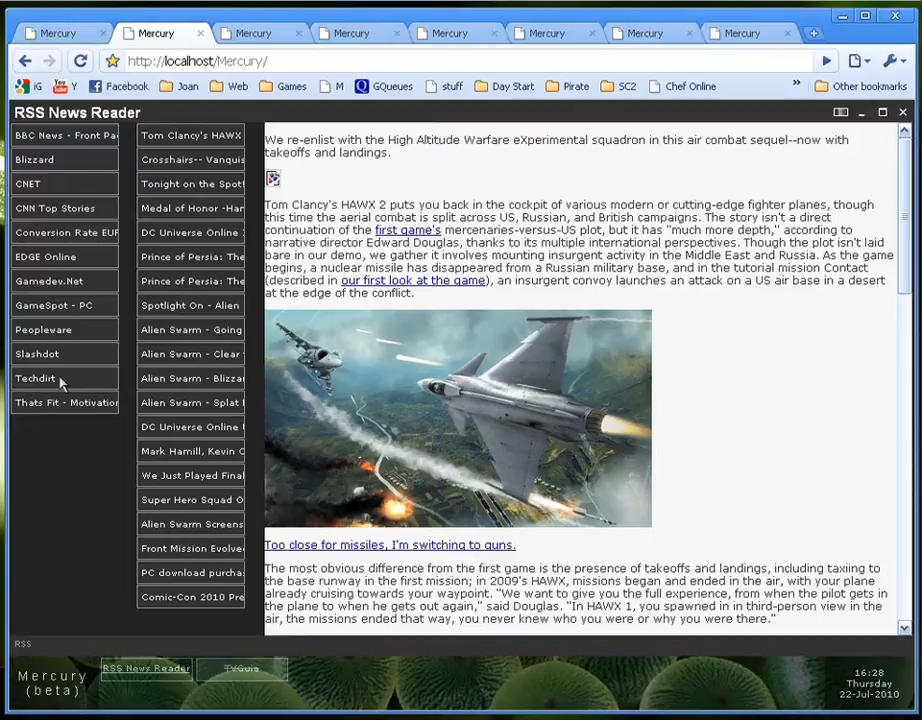 Mercury Mercury Mercury Mercury Mercury Mercury Mercury Mercury
http://localhost/Mercury/
iG Y Facebook Joan Web Games M GQueues stuff Day Start Pirate SC2 Chef Online » Other bookmarks
RSS News Reader
BBC News - Front Pa
Blizzard
CNET
CNN Top Stories
Conversion Rate EUR
EDGE Online
Gamedev.Net
GameSpot - PC
Peopleware
Slashdot
Techdirt
Thats Fit - Motivation
Tom Clancy's HAWX
Crosshairs-- Vanquis
Tonight on the Spot
Medal of Honor -Har
DC Universe Online
Prince of Persia: The
Prince of Persia: The
Spotlight On - Alien
Alien Swarm - Going
Alien Swarm - Clear
Alien Swarm - Blizza
Alien Swarm - Splat
DC Universe Online
Mark Hamill, Kevin C
We Just Played Final
Super Hero Squad O
Alien Swarm Screens
Front Mission Evolve
PC download purcha
Comic-Con 2010 Pre
We re-enlist with the High Altitude Warfare eXperimental squadron in this air combat sequel--now with
takeoffs and landings.
Tom Clancy's HAWX 2 puts you back in the cockpit of various modern or cutting-edge fighter planes, though
this time the aerial combat is split across US, Russian, and British campaigns. The story isn't a direct
continuation of the first game's mercenaries-versus-US plot, but it has "much more depth," according to
narrative director Edward Douglas, thanks to its multiple international perspectives. Though the plot isn't laid
bare in our demo, we gather it involves mounting insurgent activity in the Middle East and Russia. As the game
begins, a nuclear missile has disappeared from a Russian military base, and in the tutorial mission Contact
(described in our first look at the game), an insurgent convoy launches an attack on a US air base in a desert
at the edge of the conflict.
Too close for missiles, I'm switching to guns.
The most obvious difference from the first game is the presence of takeoffs and landings, including taxiing to
the base runway in the first mission; in 2009's HAWX, missions began and ended in the air, with your plane
already cruising towards your waypoint. "We want to give you the full experience, from when the pilot gets in
the plane to when he gets out again," said Douglas. "In HAWX 1, you spawned in in third-person view in the
air, the missions ended that way, you never knew who you were or why you were there."
RSS
Mercury
(beta)
RSS News Reader TVGuia
16:28
Thursday
22-Jul-2010